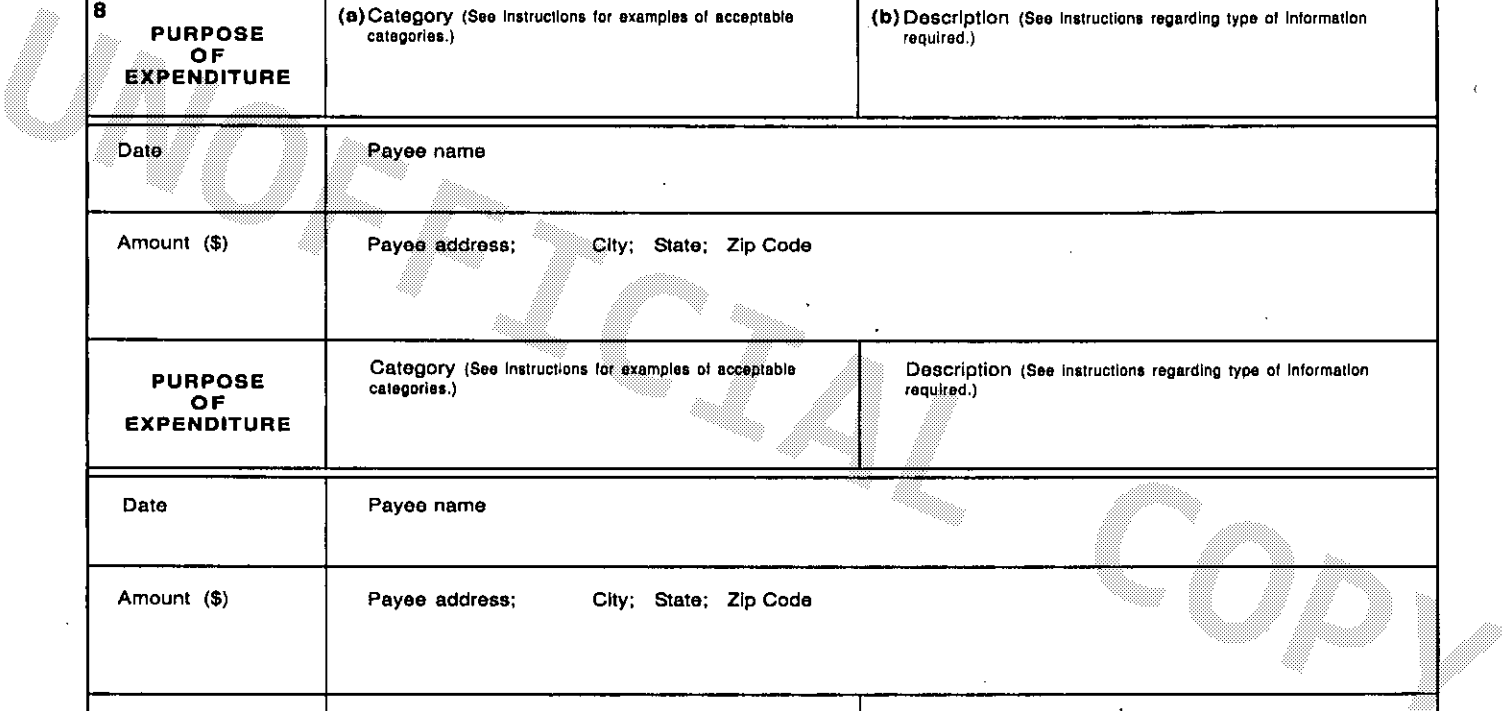 8
PURPOSE
OF
EXPENDITURE
(a) Category (See Instructions for examples of acceptable
categories.)
(b) Description (See Instructions regarding type of Information
required.)
Date
Payee name
Amount ($)
Payee address; City; State; Zip Code
PURPOSE
OF
EXPENDITURE
Category (See Instructions for examples of acceptable
categories.)
Description (See Instructions regarding type of Information
required.)
Date
Payee name
Amount ($)
Payee address; City; State; Zip Code
UNOFFICIAL COPY